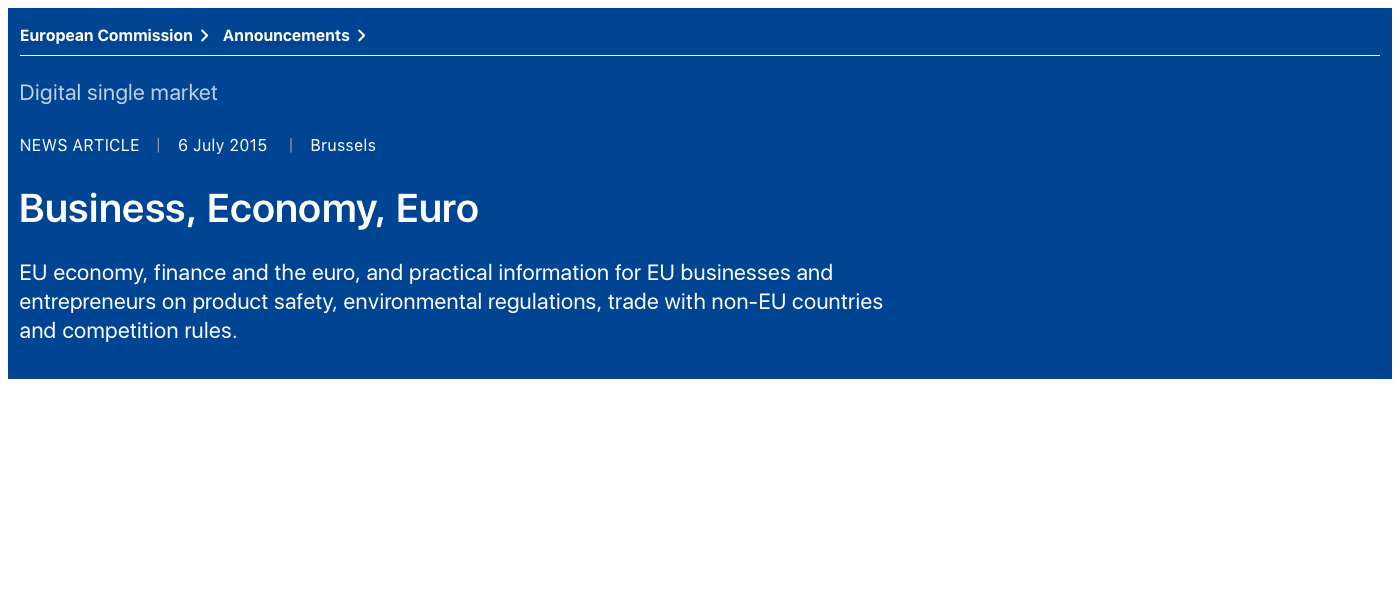 European Commission > Announcements >
Digital single market
NEWS ARTICLE | 6 July 2015 | Brussels
Business, Economy, Euro
EU economy, finance and the euro, and practical information for EU businesses and
entrepreneurs on product safety, environmental regulations, trade with non-EU countries
and competition rules.